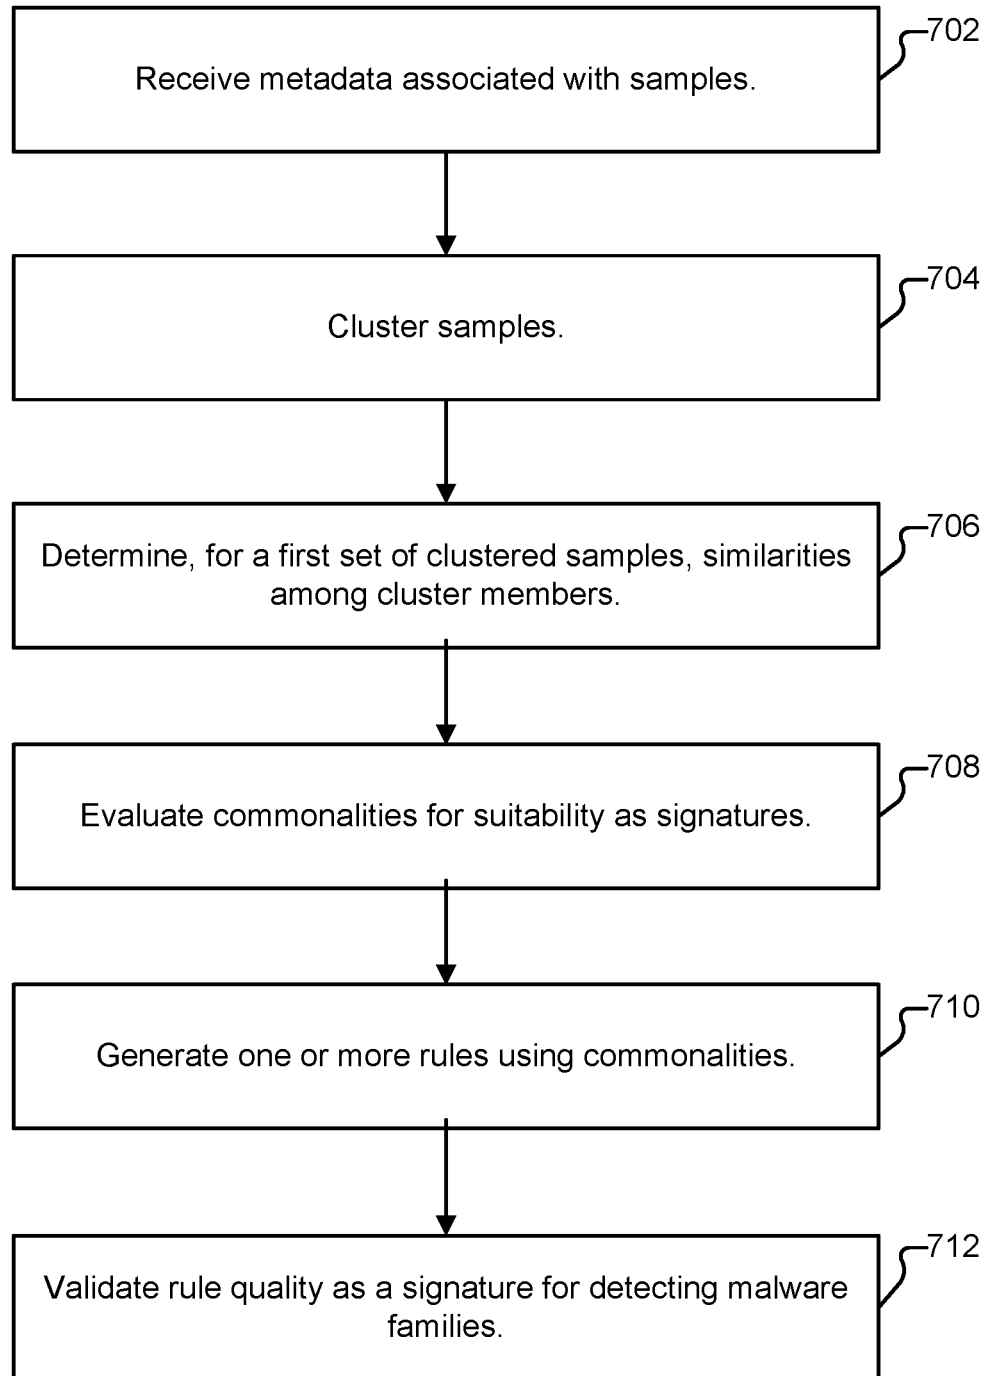 702
Receive metadata associated with samples.
704
Cluster samples.
706
Determine, for a first set of clustered samples, similarities
among cluster members.
708
Evaluate commonalities for suitability as signatures.
710
Generate one or more rules using commonalities.
712
Validate rule quality as a signature for detecting malware
families.